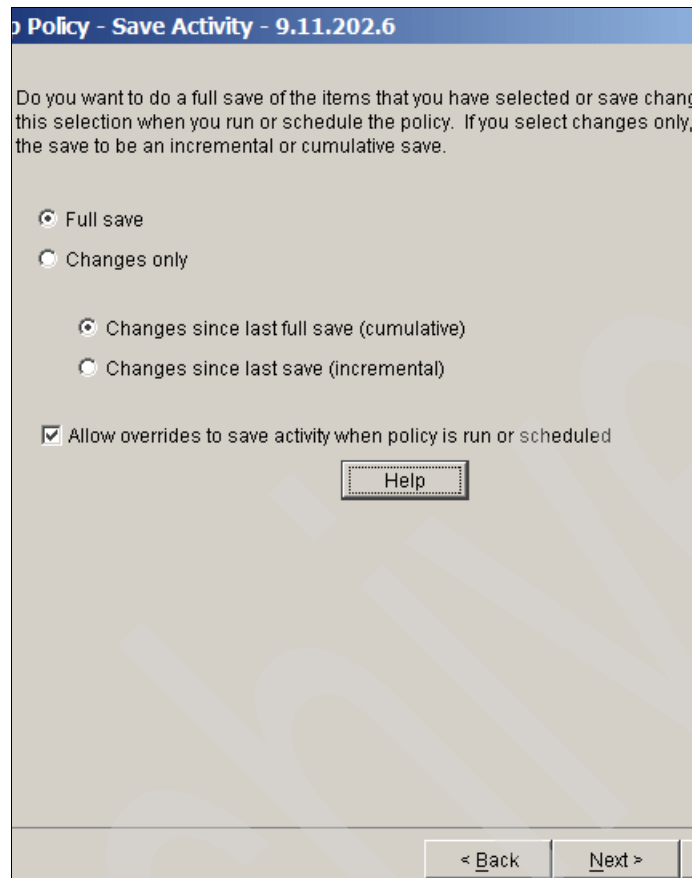 Policy - Save Activity - 9.11.202.6
Do you want to do a full save of the items that you have selected or save
this selection when you run or schedule the policy. If you select changes only,
the save to be an incremental or cumulative save.
Full save
Changes only
Changes since last full save (cumulative)
Changes since last save (incremental)
Allow overrides to save activity when policy is run or scheduled
Help
< Back
Next >